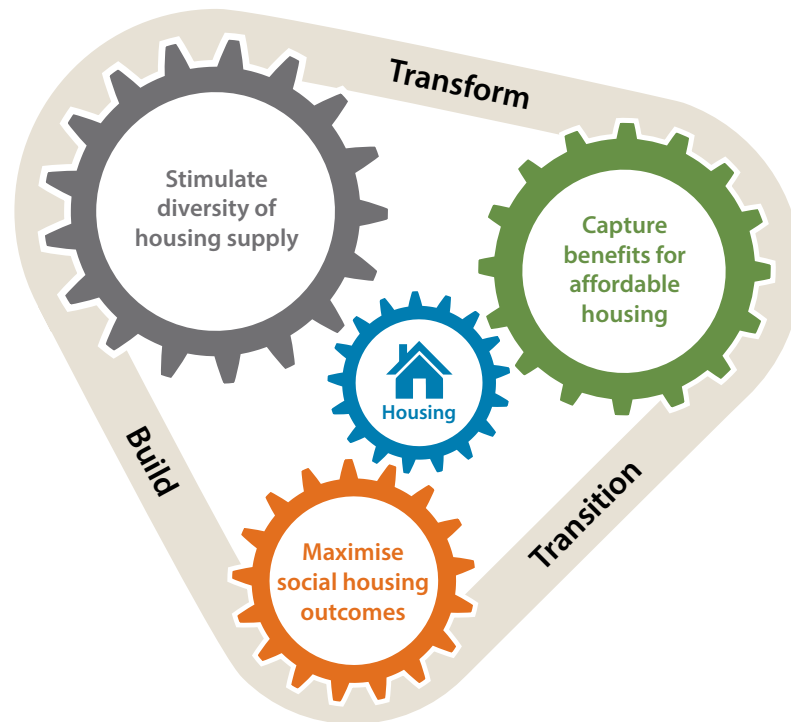 Transform
Stimulate
diversity of
housing supply
Capture
benefits for
affordable
housing
Housing
Build
Transition
Maximise
social housing
outcomes